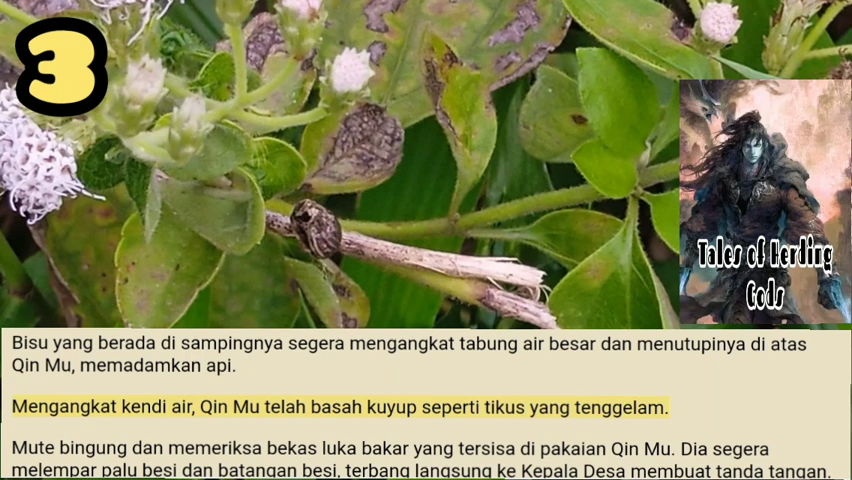 3
Tales of Herding
Gods
Bisu yang berada di sampingnya segera mengangkat tabung air besar dan menutupinya di atas
Qin Mu, memadamkan api.
Mengangkat kendi air, Qin Mu telah basah kuyup seperti tikus yang tenggelam.
Mute bingung dan memeriksa bekas luka bakar yang tersisa di pakaian Qin Mu. Dia segera
melempar palu besi dan batangan besi, terbang langsung ke Kepala Desa membuat tanda tangan.